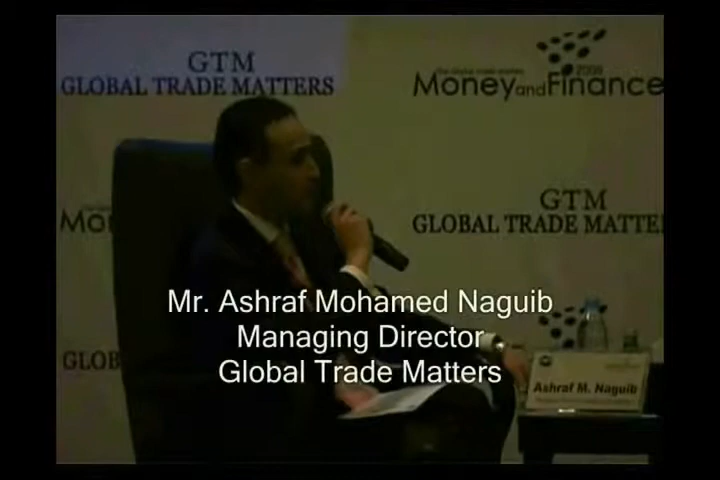 GTM
GLOBAL TRADE MATTERS
2008
Money and Finance
Mo
GTM
GLOBAL TRADE MATTE
Mr. Ashraf Mohamed Naguib
Managing Director
Global Trade Matters
GLOB
Ashraf M. Naguib